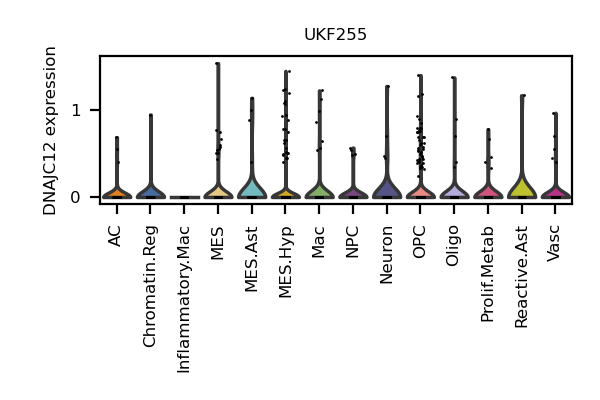 UKF255
DNAJC12 expression
1
0
AC
Chromatin.Reg
Inflammatory.Mac
MES
MES.Ast
MES.Hyp
Mac
NPC
Neuron
OPC
Oligo
Prolif.Metab
Reactive.Ast
Vasc